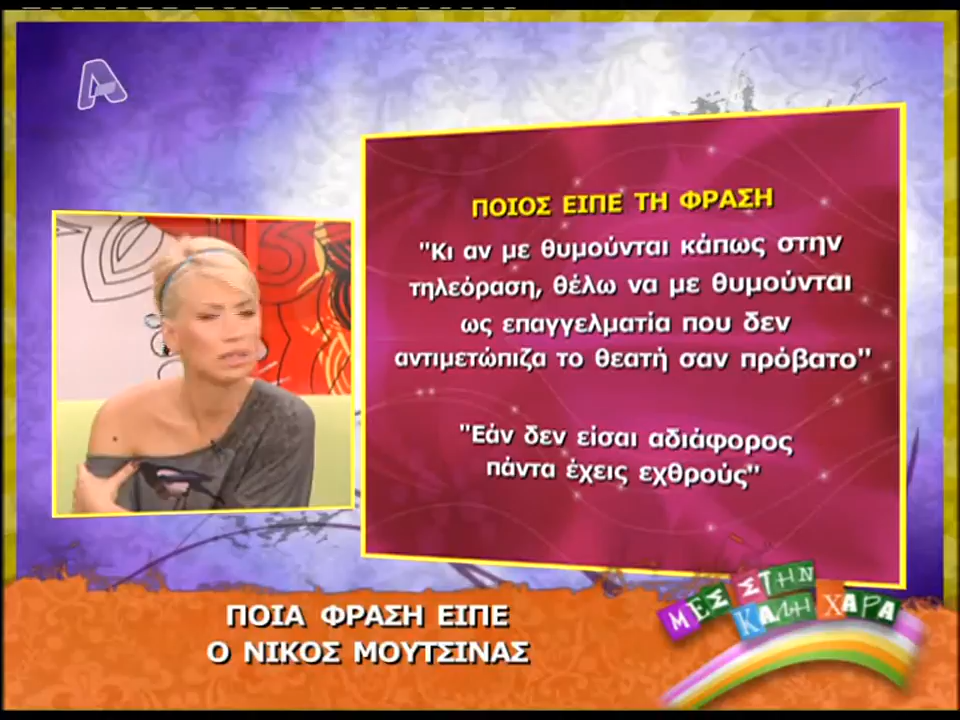 ΠΟΙΟΣ ΕΙΠΕ ΤΗ ΦΡΑΣΗ
"Κι αν με θυμούνται κάπως στην
τηλεόραση, θέλω να με θυμούνται
ως επαγγελματία που δεν
αντιμετώπιζα το θεατή σαν πρόβατο"
"Εάν δεν είσαι αδιάφορος
πάντα έχεις εχθρούς"
ΠΟΙΑ ΦΡΑΣΗ ΕΙΠΕ
Ο ΝΙΚΟΣ ΜΟΥΤΣΙΝΑΣ
ΜΕΣ ΣΤΗΝ
ΚΑΛΗ ΧΑΡΑ